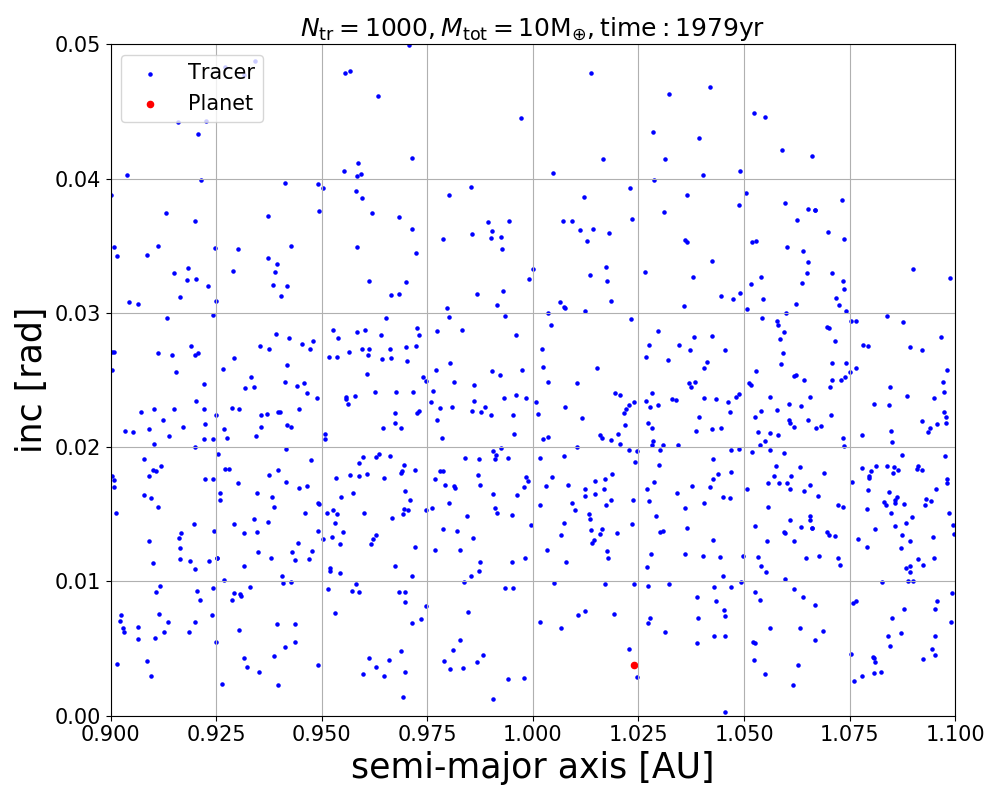 N_tr = 1000, M_tot = 10M_⊕, time : 1979yr
Tracer
Planet
inc [rad]
0.05
0.04
0.03
0.02
0.01
0.00
0.900 0.925 0.950 0.975 1.000 1.025 1.050 1.075 1.100
semi-major axis [AU]